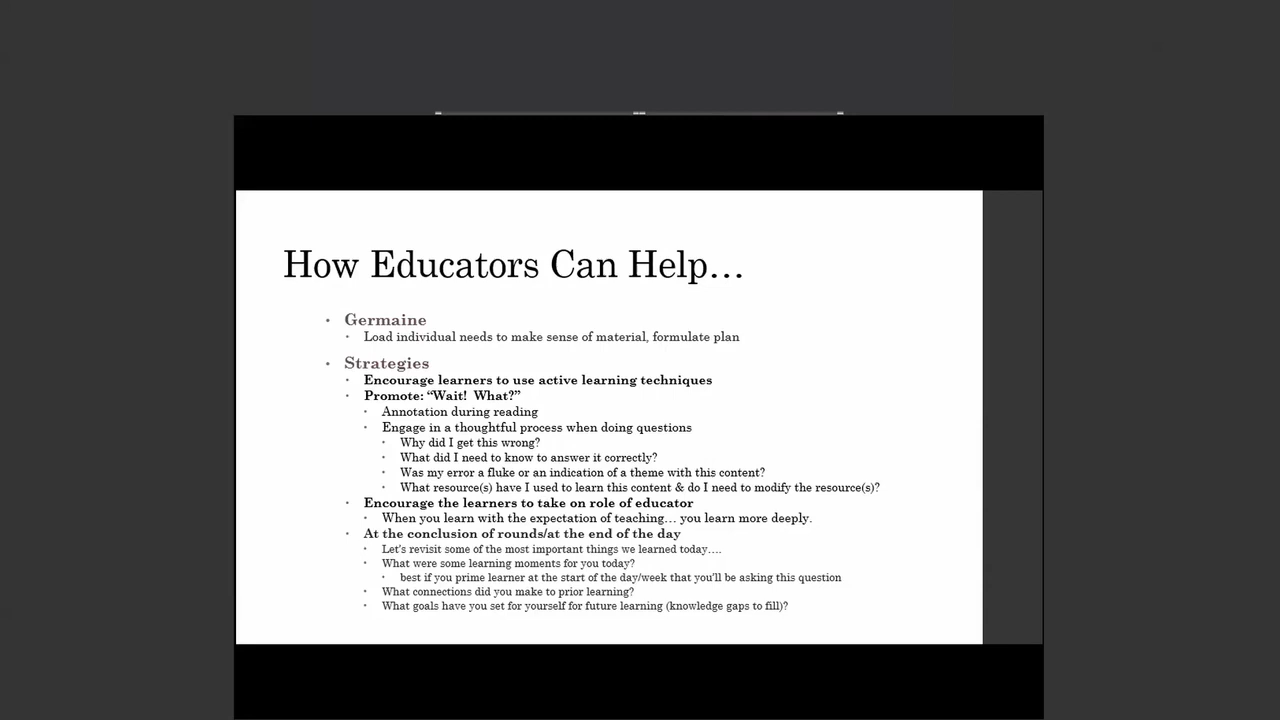 How Educators Can Help…
• Germaine
• Load individual needs to make sense of material, formulate plan
• Strategies
• Encourage learners to use active learning techniques
• Promote: “Wait! What?”
• Annotation during reading
• Engage in a thoughtful process when doing questions
• Why did I get this wrong?
• What did I need to know to answer it correctly?
• Was my error a fluke or an indication of a theme with this content?
• What resource(s) have I used to learn this content & do I need to modify the resource(s)?
• Encourage the learners to take on role of educator
• When you learn with the expectation of teaching… you learn more deeply.
• At the conclusion of rounds/at the end of the day
• Let’s revisit some of the most important things we learned today….
• What were some learning moments for you today?
• best if you prime learner at the start of the day/week that you’ll be asking this question
• What connections did you make to prior learning?
• What goals have you set for yourself for future learning (knowledge gaps to fill)?